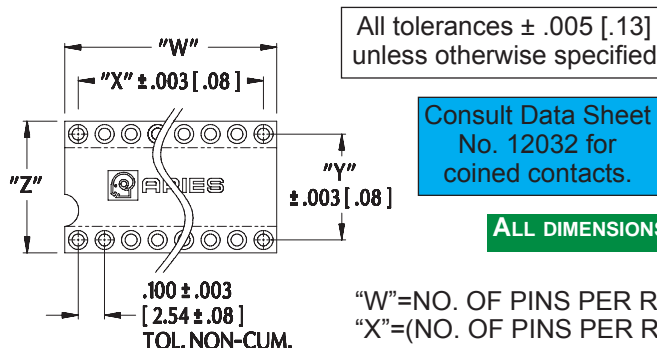 All tolerances ± .005 [.13]
unless otherwise specified
"W"
"X" ±.003 [.08]
Consult Data Sheet
No. 12032 for
coined contacts.
"Z"
ARIES
"Y"
±.003 [.08]
ALL DIMENSIONS
.100 ±.003
[2.54 ±.08]
TOL. NON-CUM.
“W”=NO. OF PINS PER R
“X”=(NO. OF PINS PER R